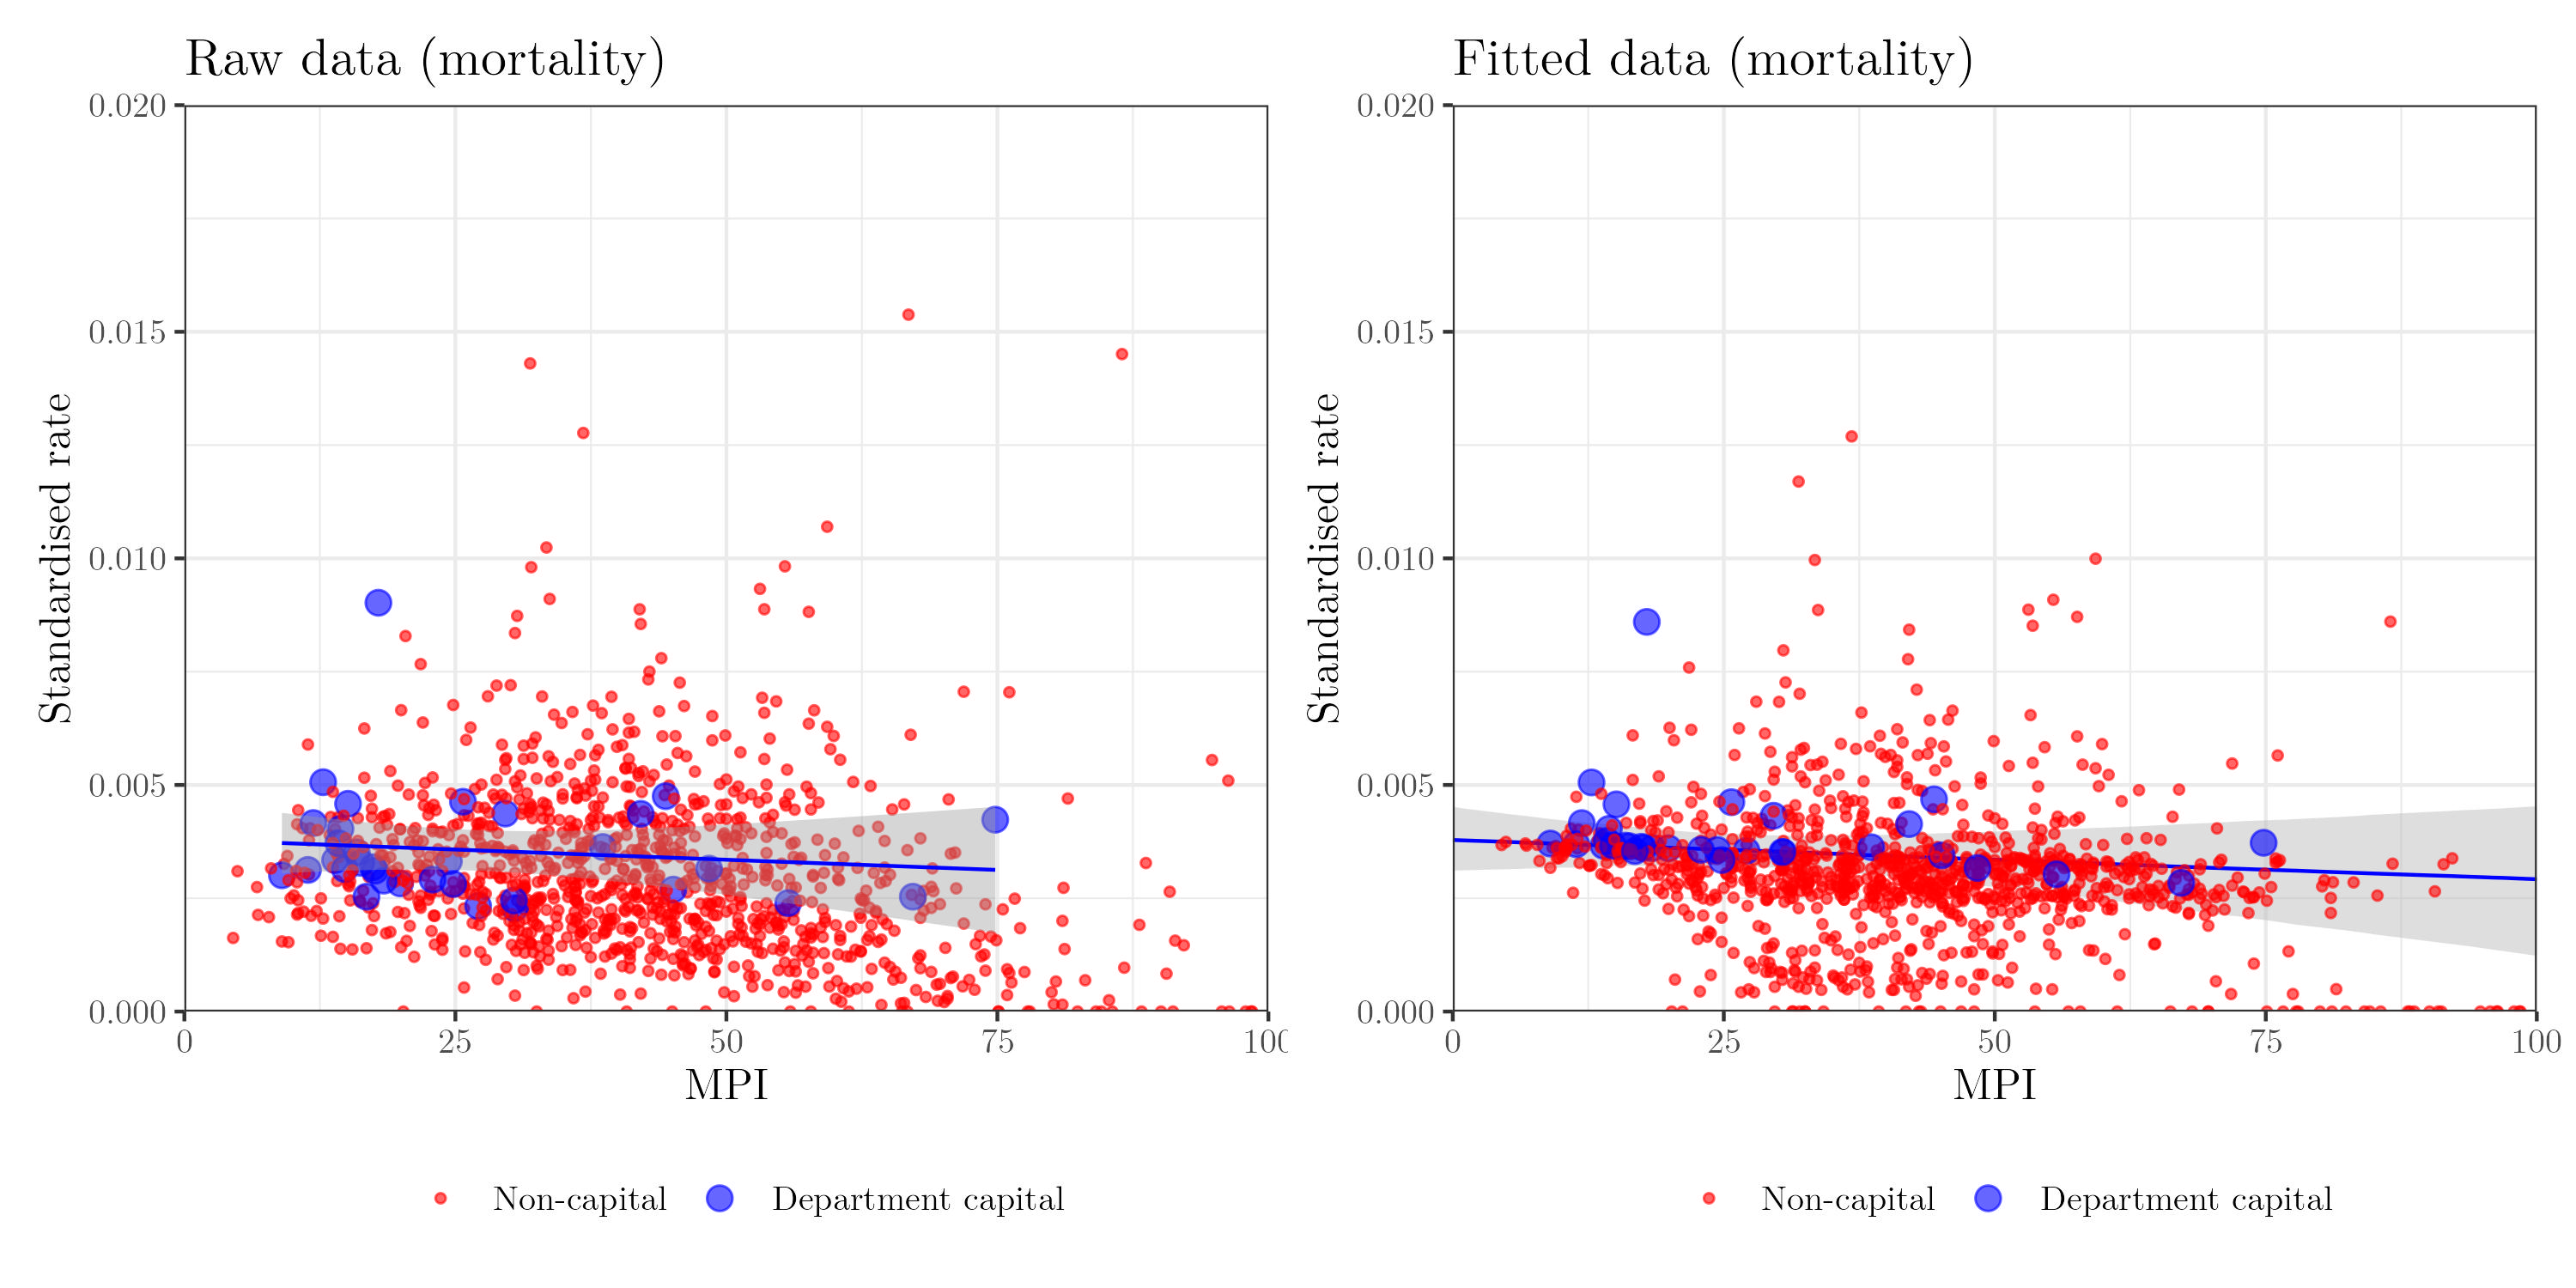 Raw data (mortality)
Standardised rate
0.020
0.015
0.010
0.005
0.000
0 25 50 75 100
MPI
Non-capital Department capital
Fitted data (mortality)
Standardised rate
0.020
0.015
0.010
0.005
0.000
0 25 50 75 100
MPI
Non-capital Department capital